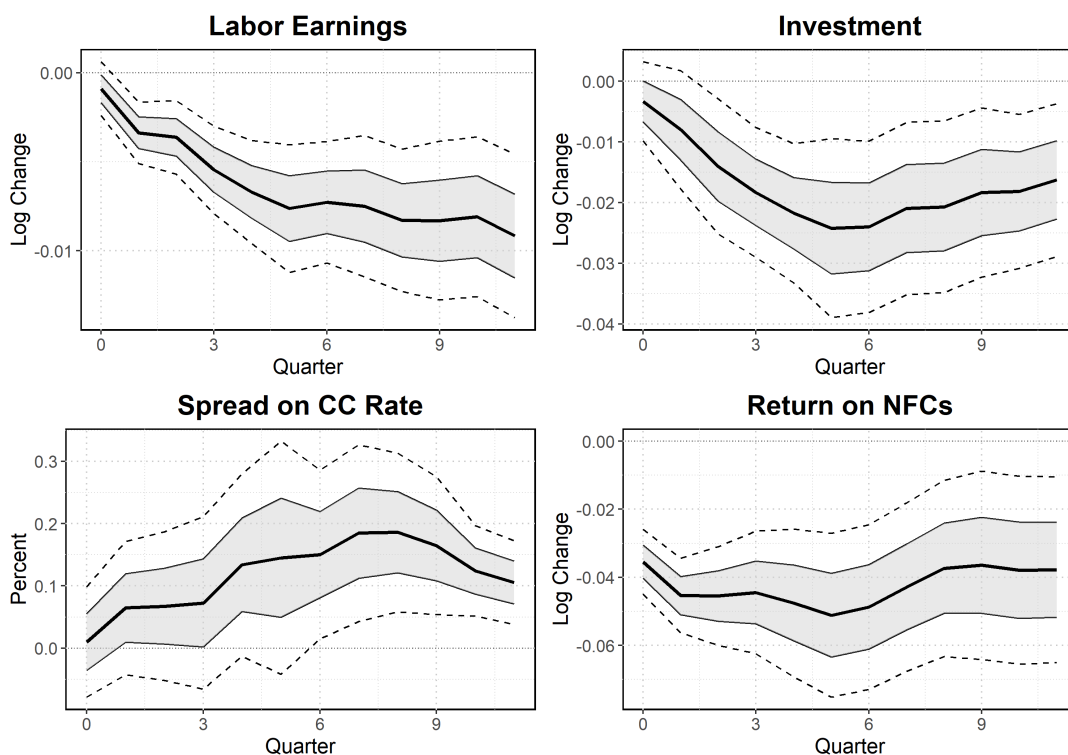 Labor Earnings
Log Change
0.00
-0.01
0
3
6
9
Quarter
Investment
Log Change
0.00
-0.01
-0.02
-0.03
-0.04
0
3
6
9
Quarter
Spread on CC Rate
Percent
0.3
0.2
0.1
0.0
0
3
6
9
Quarter
Return on NFCs
Log Change
0.00
-0.02
-0.04
-0.06
0
3
6
9
Quarter